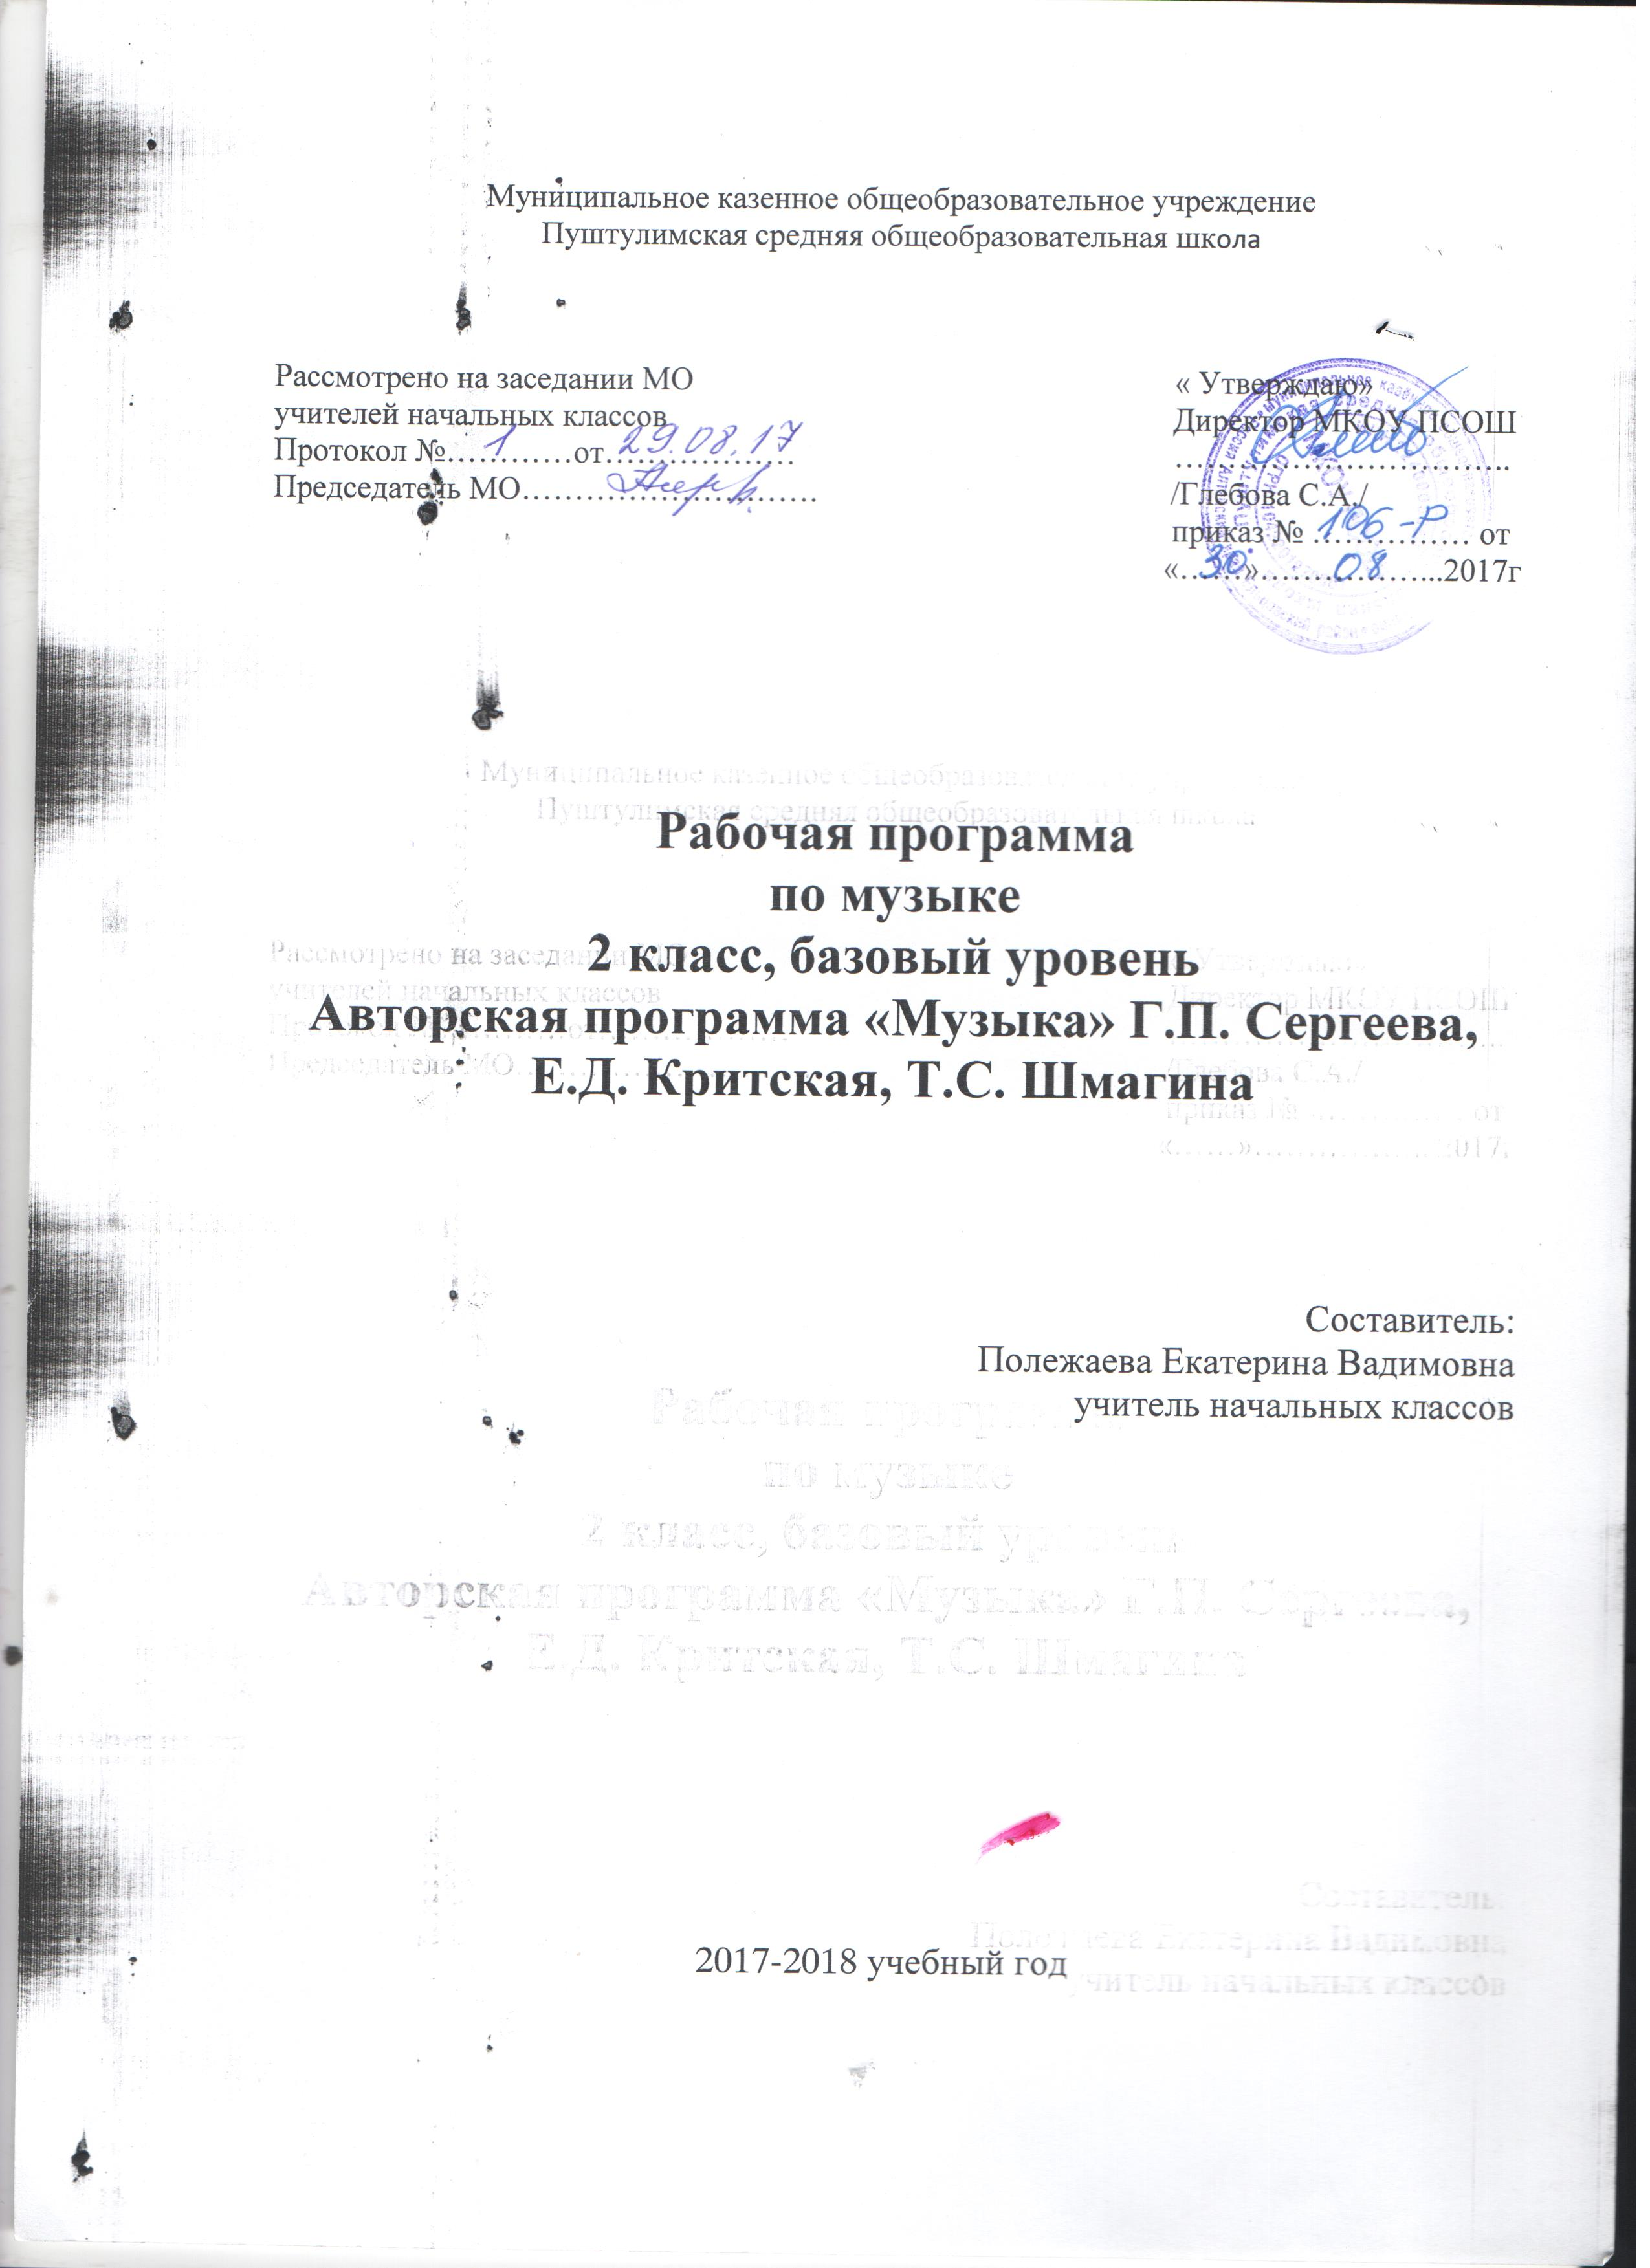 Муниципальное казенное общеобразовательное учреждение
Пуштулимская средняя общеобразовательная школа
Рассмотрено на заседании МО
учителей начальных классов
Протокол №…1…от…29.08.17…
Председатель МО…………………………
« Утверждаю»
Директор МКОУ ПСОШ
…………………………..
/Глебова С.А./
приказ № …106-Р… от
«…30…»…08…2017г
Рабочая программа
по музыке
2 класс, базовый уровень
Авторская программа «Музыка» Г.П. Сергеева,
Е.Д. Критская, Т.С. Шмагина
Составитель:
Полежаева Екатерина Вадимовна
учитель начальных классов
2017-2018 учебный год